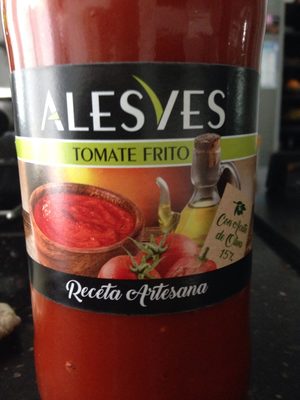 ALESVES
TOMATE FRITO
Con Aceite
de Oliva
15%
Receta Artesana